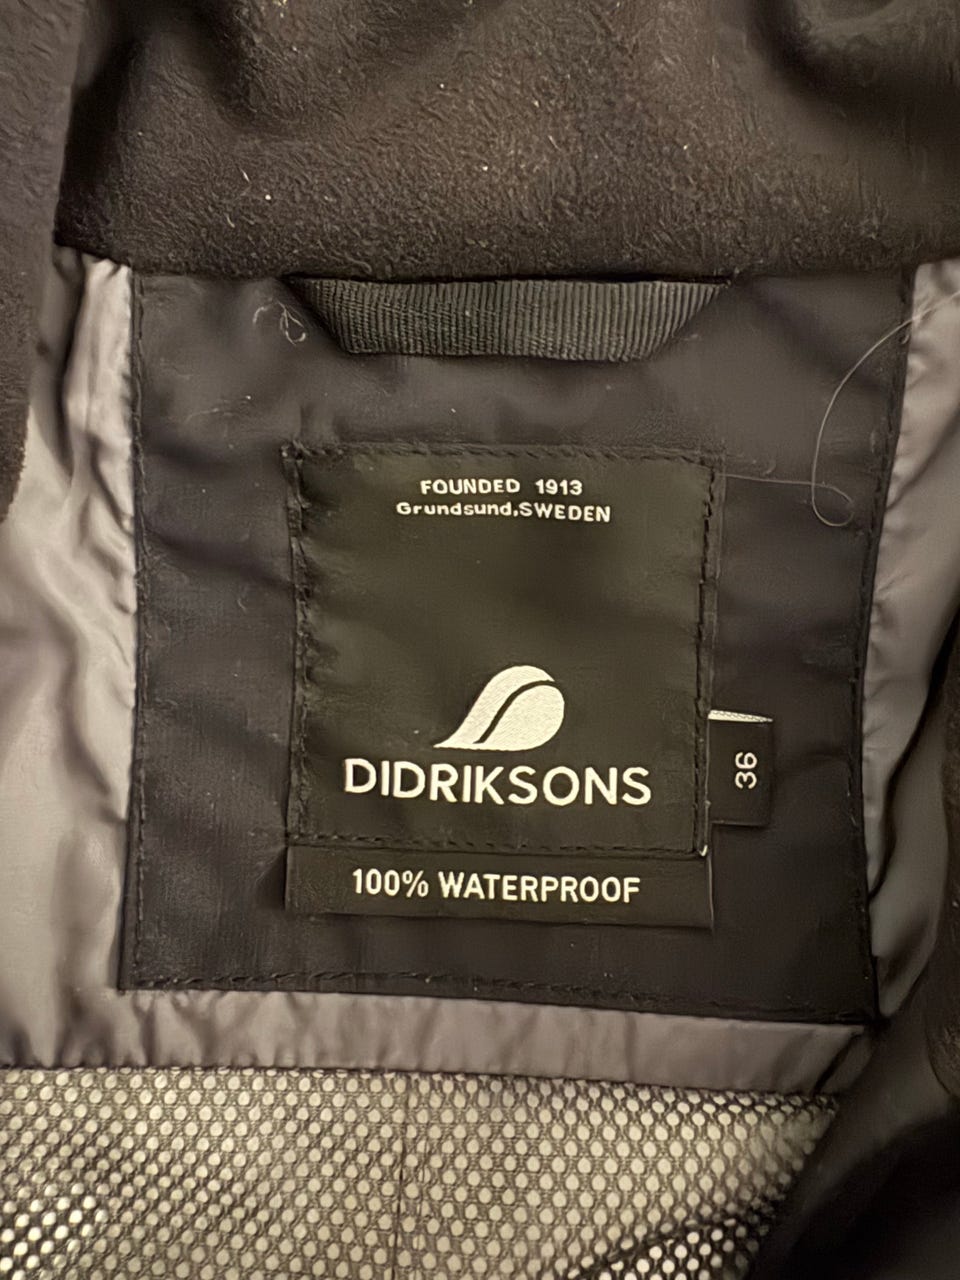 FOUNDED 1913
Grundsund,SWEDEN
DIDRIKSONS
36
100% WATERPROOF